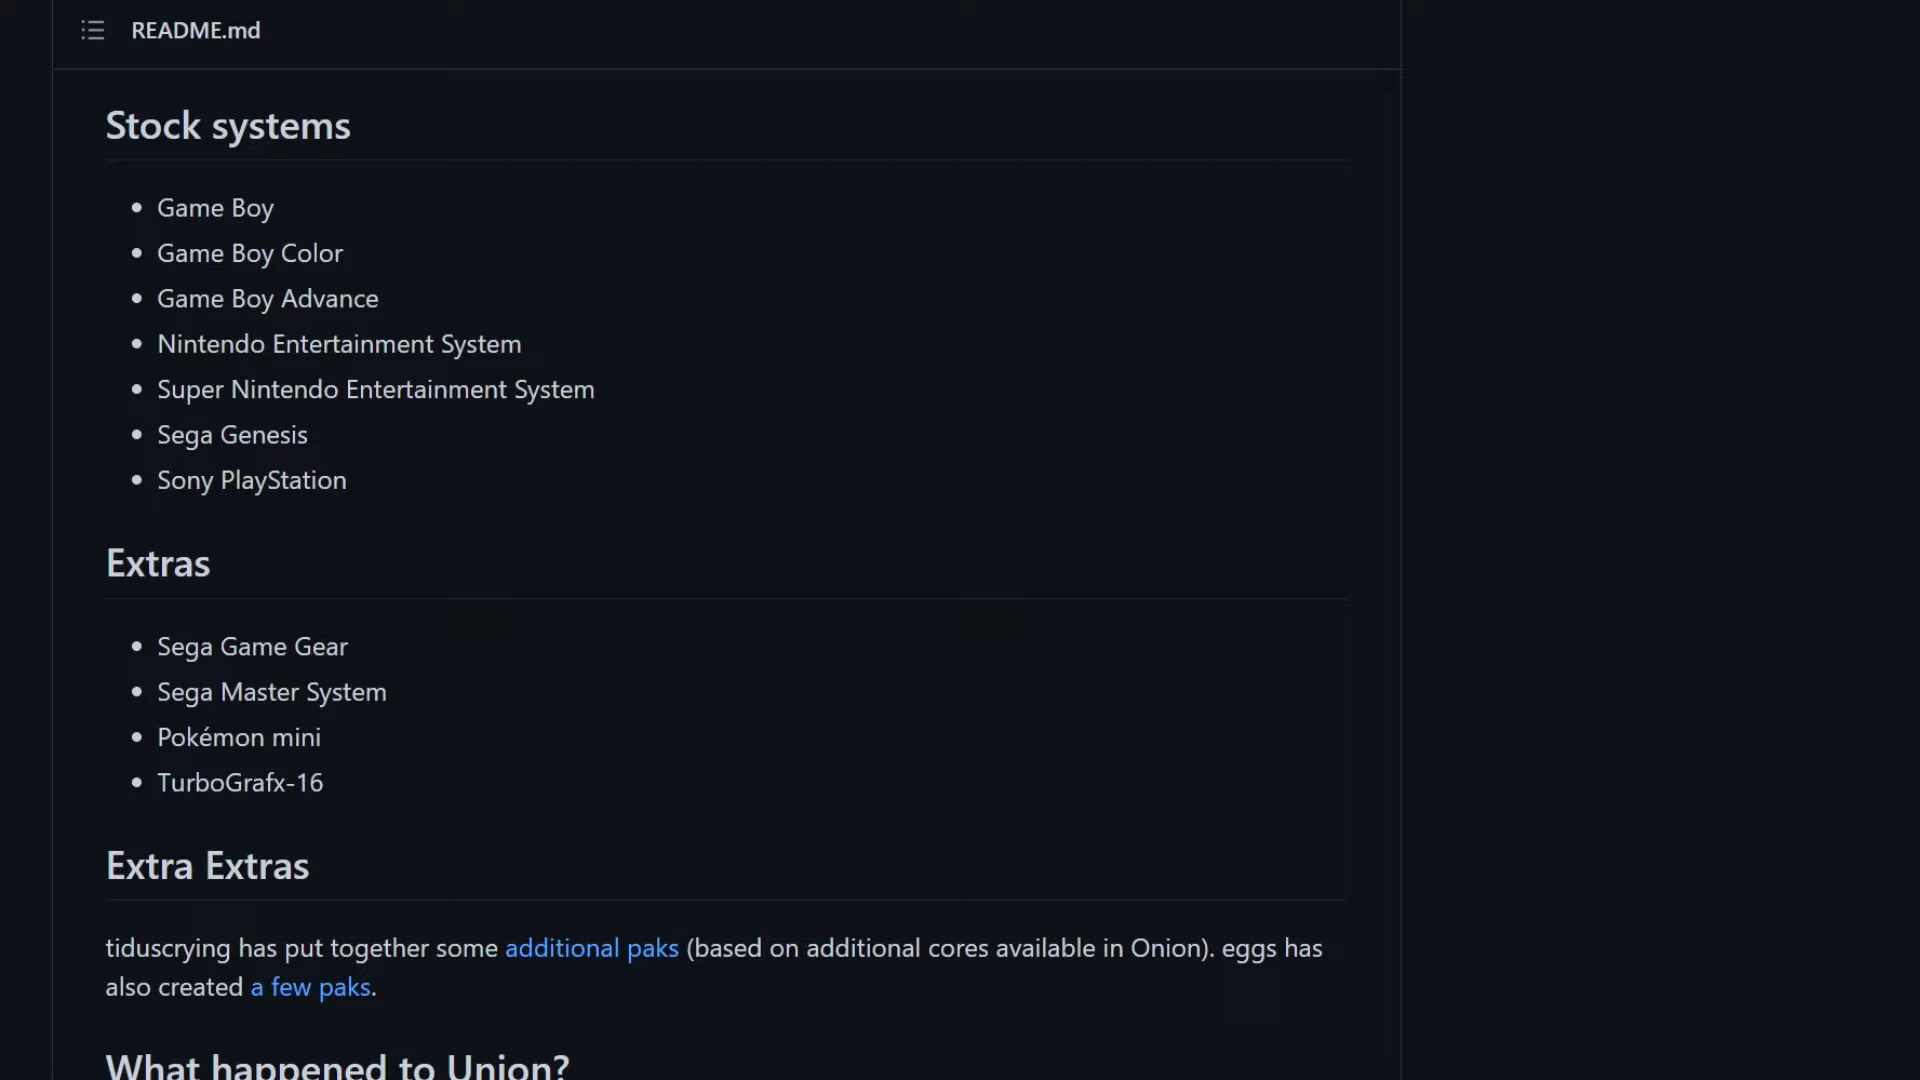 README.md
Stock systems
Game Boy
Game Boy Color
Game Boy Advance
Nintendo Entertainment System
Super Nintendo Entertainment System
Sega Genesis
Sony PlayStation
Extras
Sega Game Gear
Sega Master System
Pokémon mini
TurboGrafx-16
Extra Extras
tiduscrying has put together some additional paks (based on additional cores available in Onion). eggs has
also created a few paks.
What happened to Union?